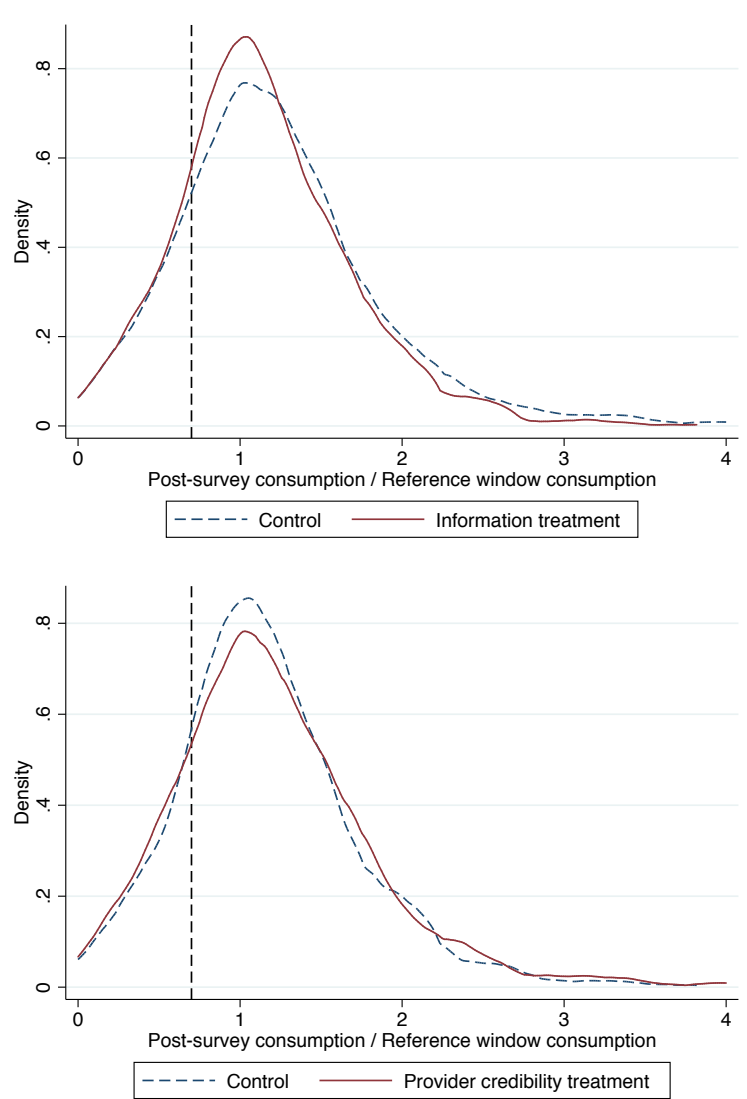 .8
.6
.4
.2
0
Density
0 1 2 3 4
Post-survey consumption / Reference window consumption
Control Information treatment
.8
.6
.4
.2
0
Density
0 1 2 3 4
Post-survey consumption / Reference window consumption
Control Provider credibility treatment